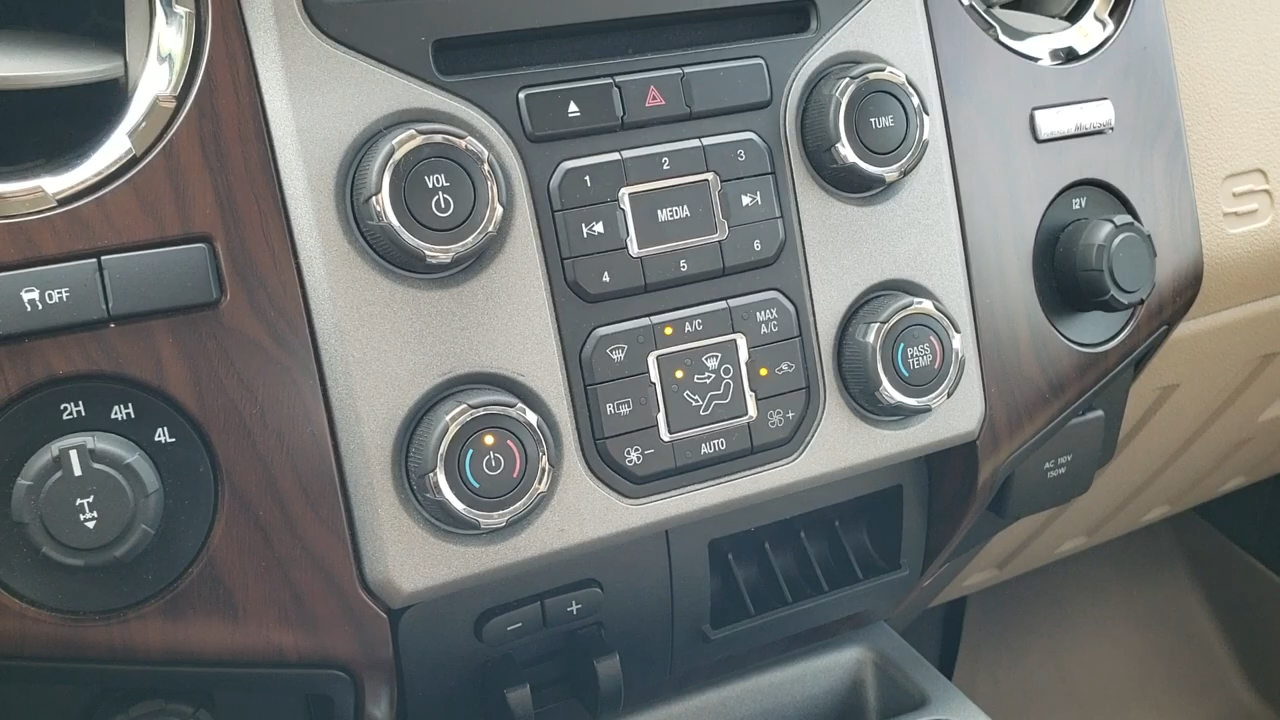 TUNE
VOL
1
2
3
MEDIA
4
5
6
12V
Microsoft
OFF
A/C
MAX
A/C
R
AUTO
-
+
PASS
TEMP
2H
4H
4L
AC 110V
150W
-
+
S